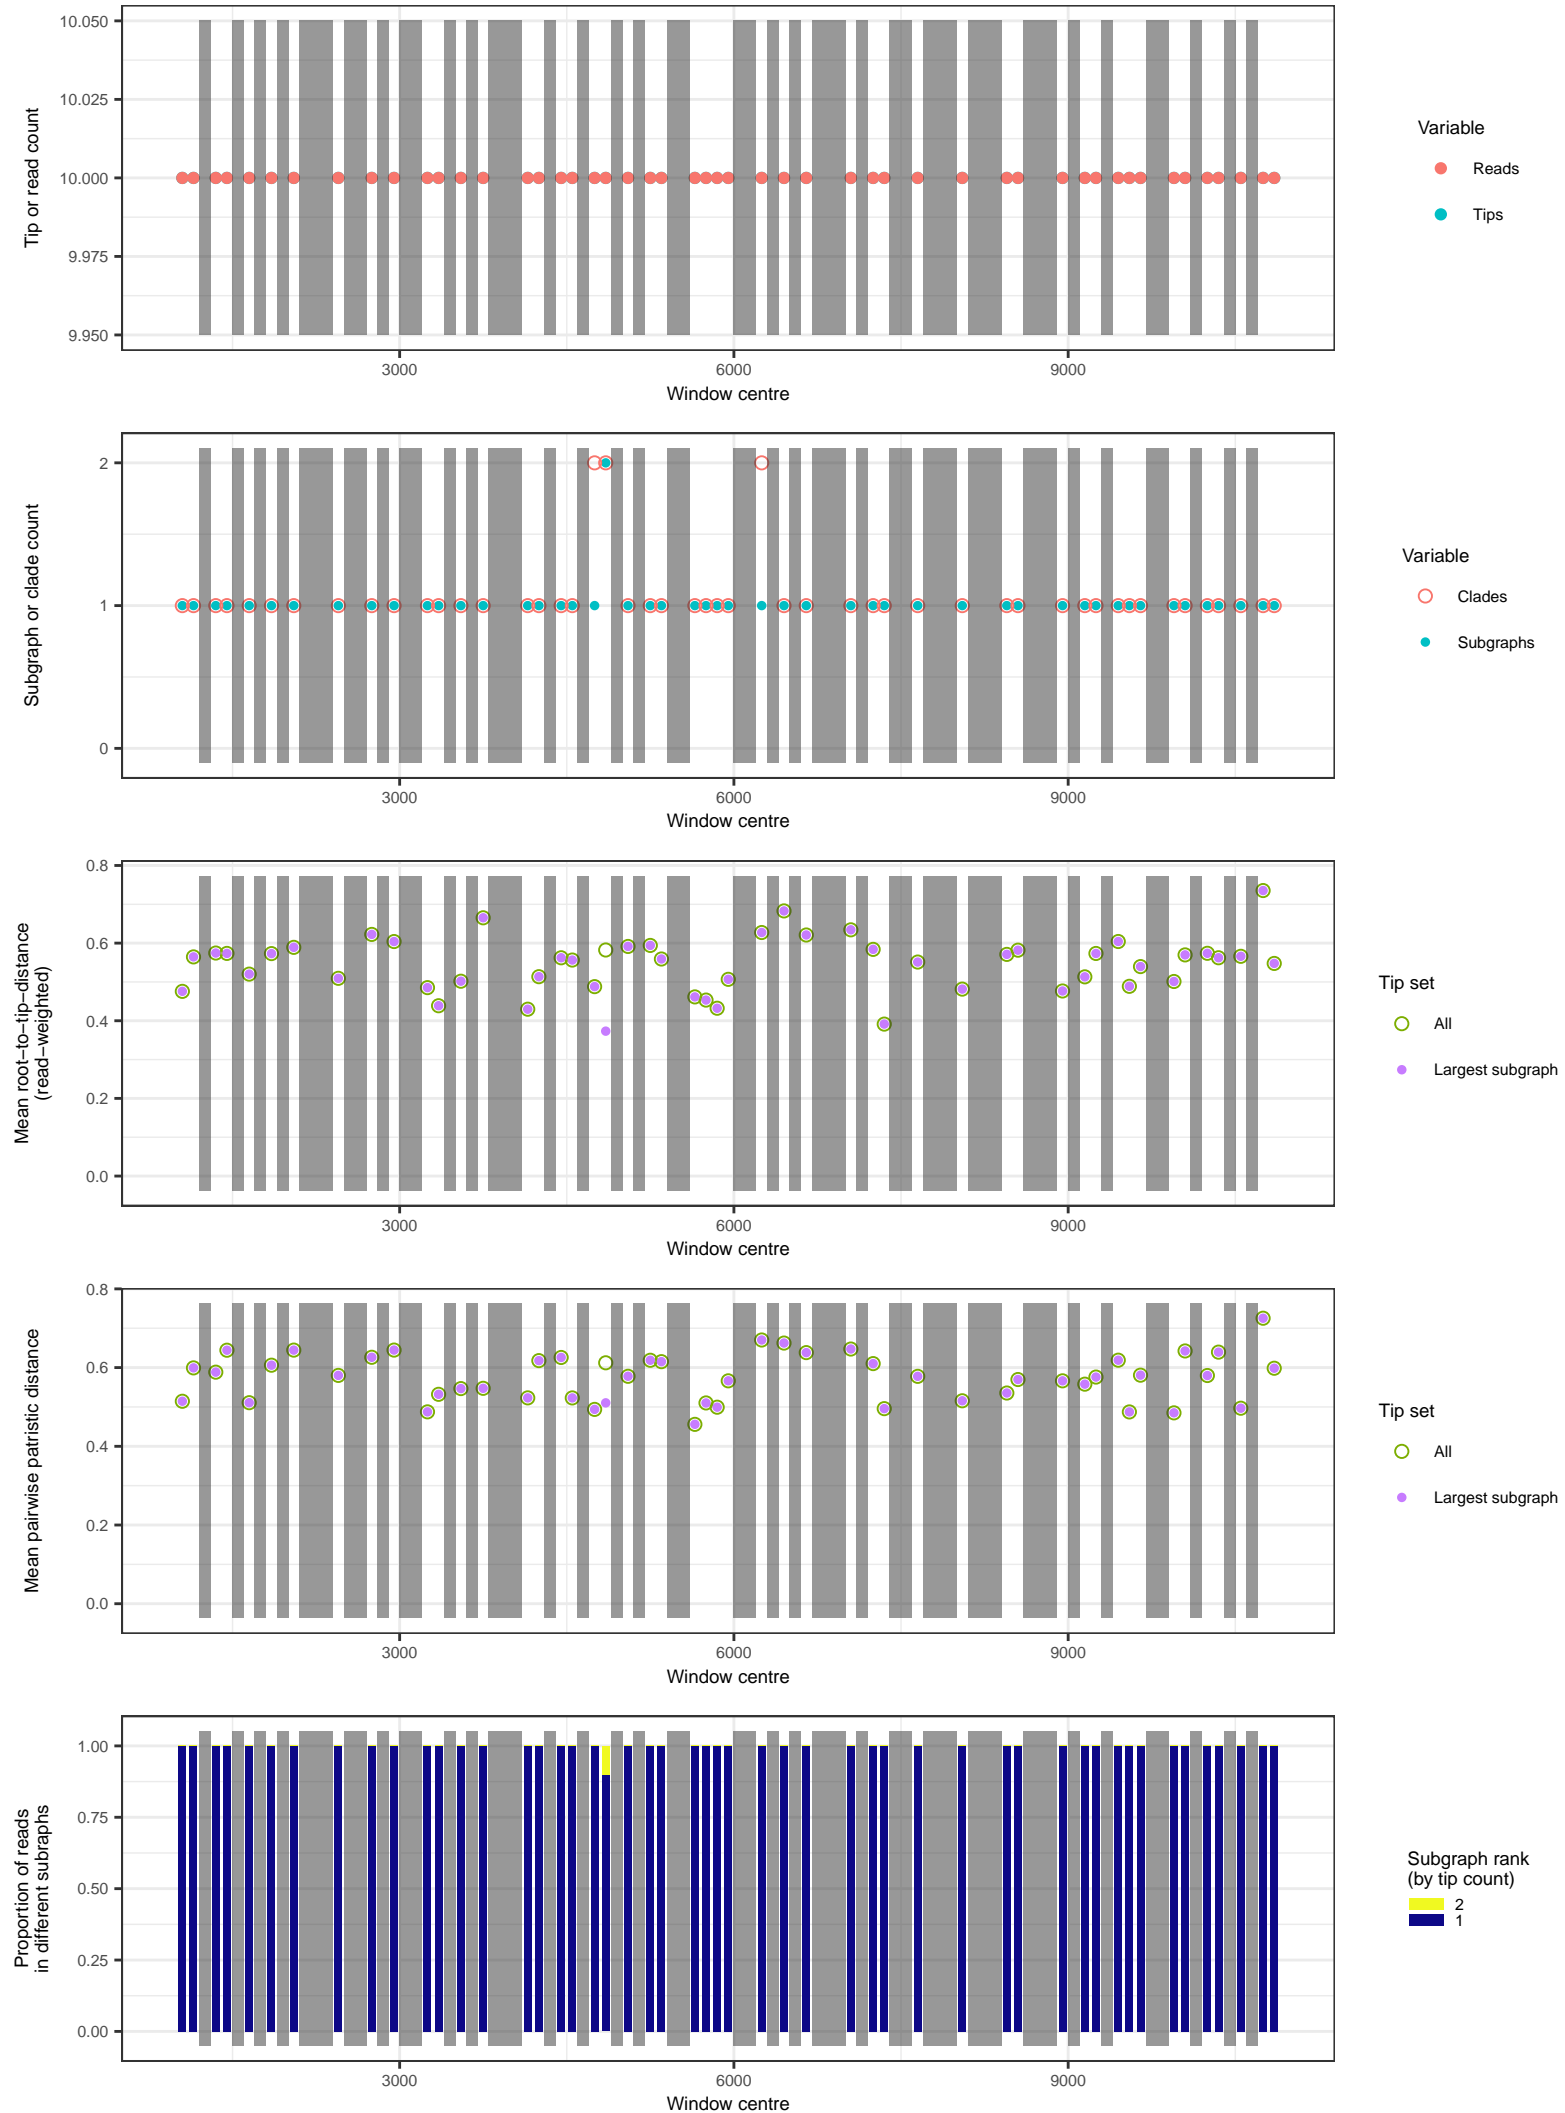 10.050
10.025
10.000
9.975
9.950
Tip or read count
3000
6000
9000
Window centre
Variable
Reads
Tips
2
1
0
Subgraph or clade count
3000
6000
9000
Window centre
Variable
Clades
Subgraphs
0.8
0.6
0.4
0.2
0.0
Mean root−to−tip−distance
(read−weighted)
3000
6000
9000
Window centre
Tip set
All
Largest subgraph
0.8
0.6
0.4
0.2
0.0
Mean pairwise patristic distance
3000
6000
9000
Window centre
Tip set
All
Largest subgraph
1.00
0.75
0.50
0.25
0.00
Proportion of reads
in different subraphs
3000
6000
9000
Window centre
Subgraph rank
(by tip count)
2
1